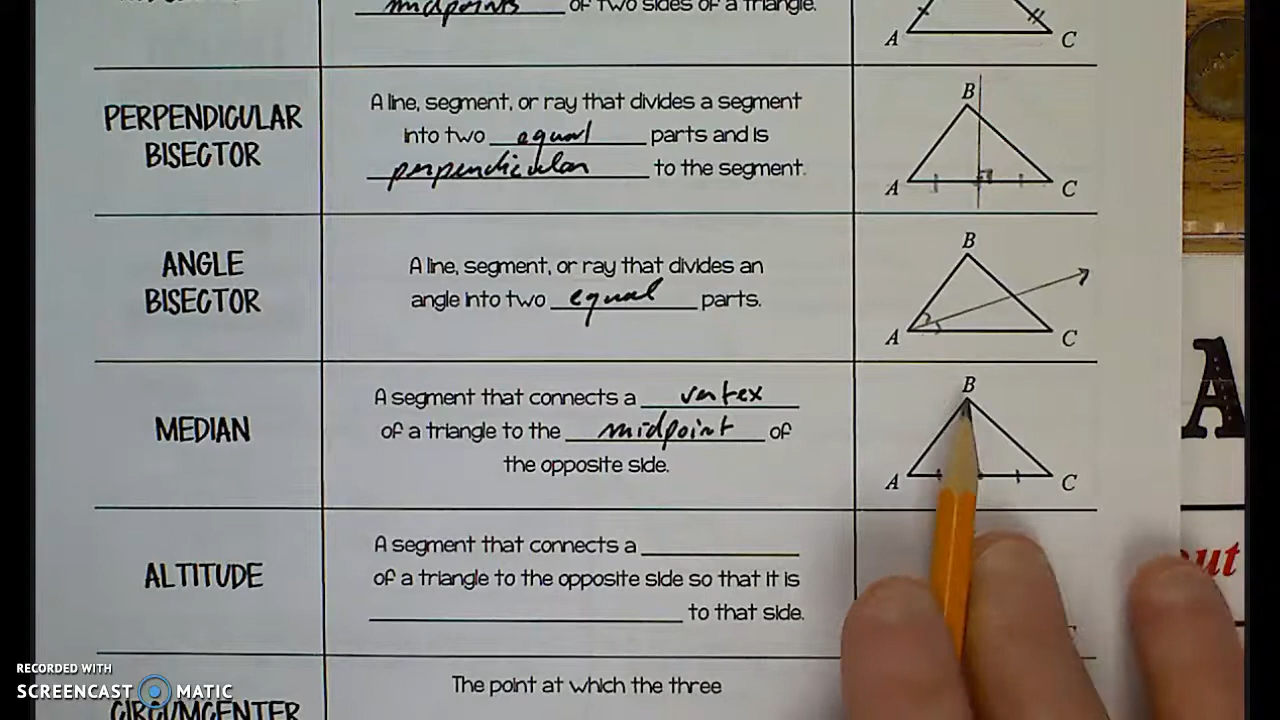 midpoints of two sides of a triangle.
A C
PERPENDICULAR BISECTOR
A line, segment, or ray that divides a segment
into two equal parts and is
perpendicular to the segment.
B
A C
ANGLE BISECTOR
A line, segment, or ray that divides an
angle into two equal parts.
B
A C
MEDIAN
A segment that connects a vertex
of a triangle to the midpoint of
the opposite side.
B
A C
ALTITUDE
A segment that connects a
of a triangle to the opposite side so that it is
to that side.
CIRCUMCENTER
The point at which the three
A
out
RECORDED WITH
SCREENCAST MATIC